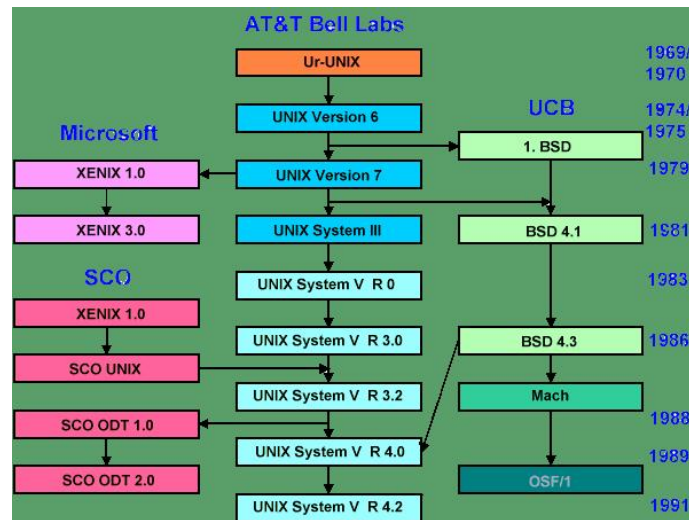 AT&T Bell Labs
Ur-UNIX
1969/
1970
UNIX Version 6
UCB
1974/
1975
Microsoft
1. BSD
XENIX 1.0
UNIX Version 7
1979
XENIX 3.0
UNIX System III
BSD 4.1
1981
SCO
UNIX System V R 0
1983
XENIX 1.0
UNIX System V R 3.0
BSD 4.3
1986
SCO UNIX
UNIX System V R 3.2
Mach
SCO ODT 1.0
1988
UNIX System V R 4.0
1989
SCO ODT 2.0
OSF/1
UNIX System V R 4.2
1991